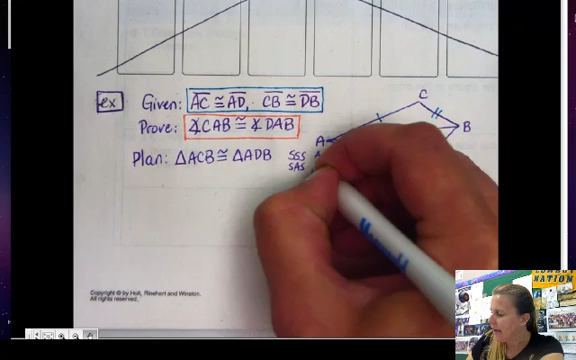 ex Given: AC ≅ AD, CB ≅ DB
Prove: ∡CAB ≅ ∡DAB
Plan: △ACB ≅ △ADB
SSS
SAS
C
B
A
Copyright © by Holt, Rinehart and Winston.
All rights reserved.
NATION